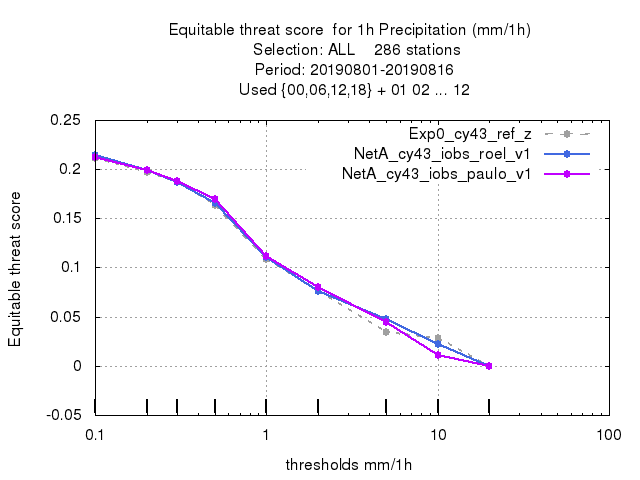 Equitable threat score  for 1h Precipitation (mm/1h)
Selection: ALL    286 stations
Period: 20190801-20190816
Used {00,06,12,18} + 01 02 ... 12
Exp0_cy43_ref_z
NetA_cy43_iobs_roel_v1
NetA_cy43_iobs_paulo_v1
Equitable threat score
0.25
0.2
0.15
0.1
0.05
0
-0.05
0.1 1 10 100
thresholds mm/1h